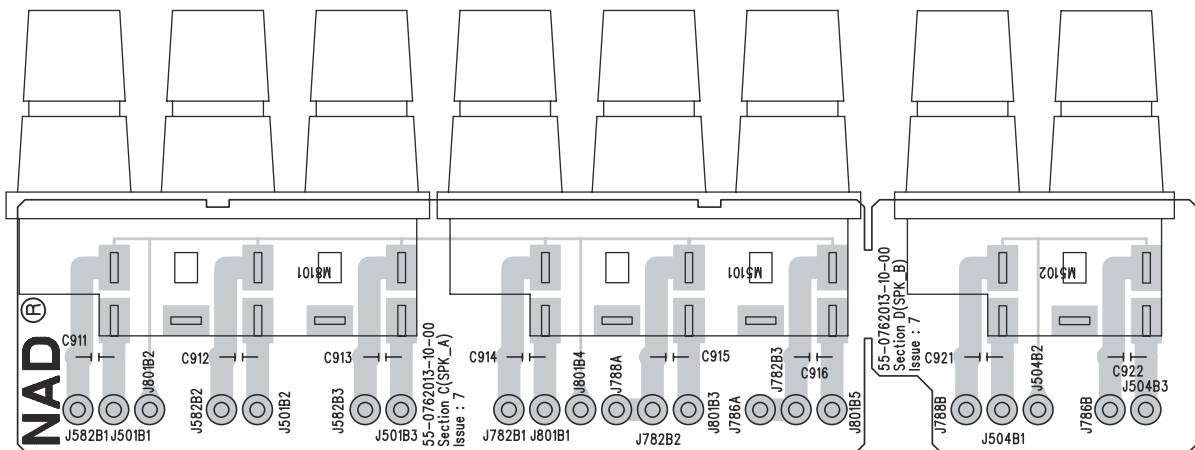 M8101
M5101
M5102
NAD ®
C911
J801B2
C912
C913
55-0762013-10-00
Section C(SPK_A)
Issue : 7
C914
J801B4
J788A
C915
J782B3
C916
55-0762013-10-00
Section D(SPK_B)
Issue : 7
C921
J504B2
C922
J504B3
J582B1
J501B1
J582B2
J501B2
J582B3
J501B3
J782B1
J801B1
J782B2
J801B3
J786A
J801B5
J788B
J504B1
J786B